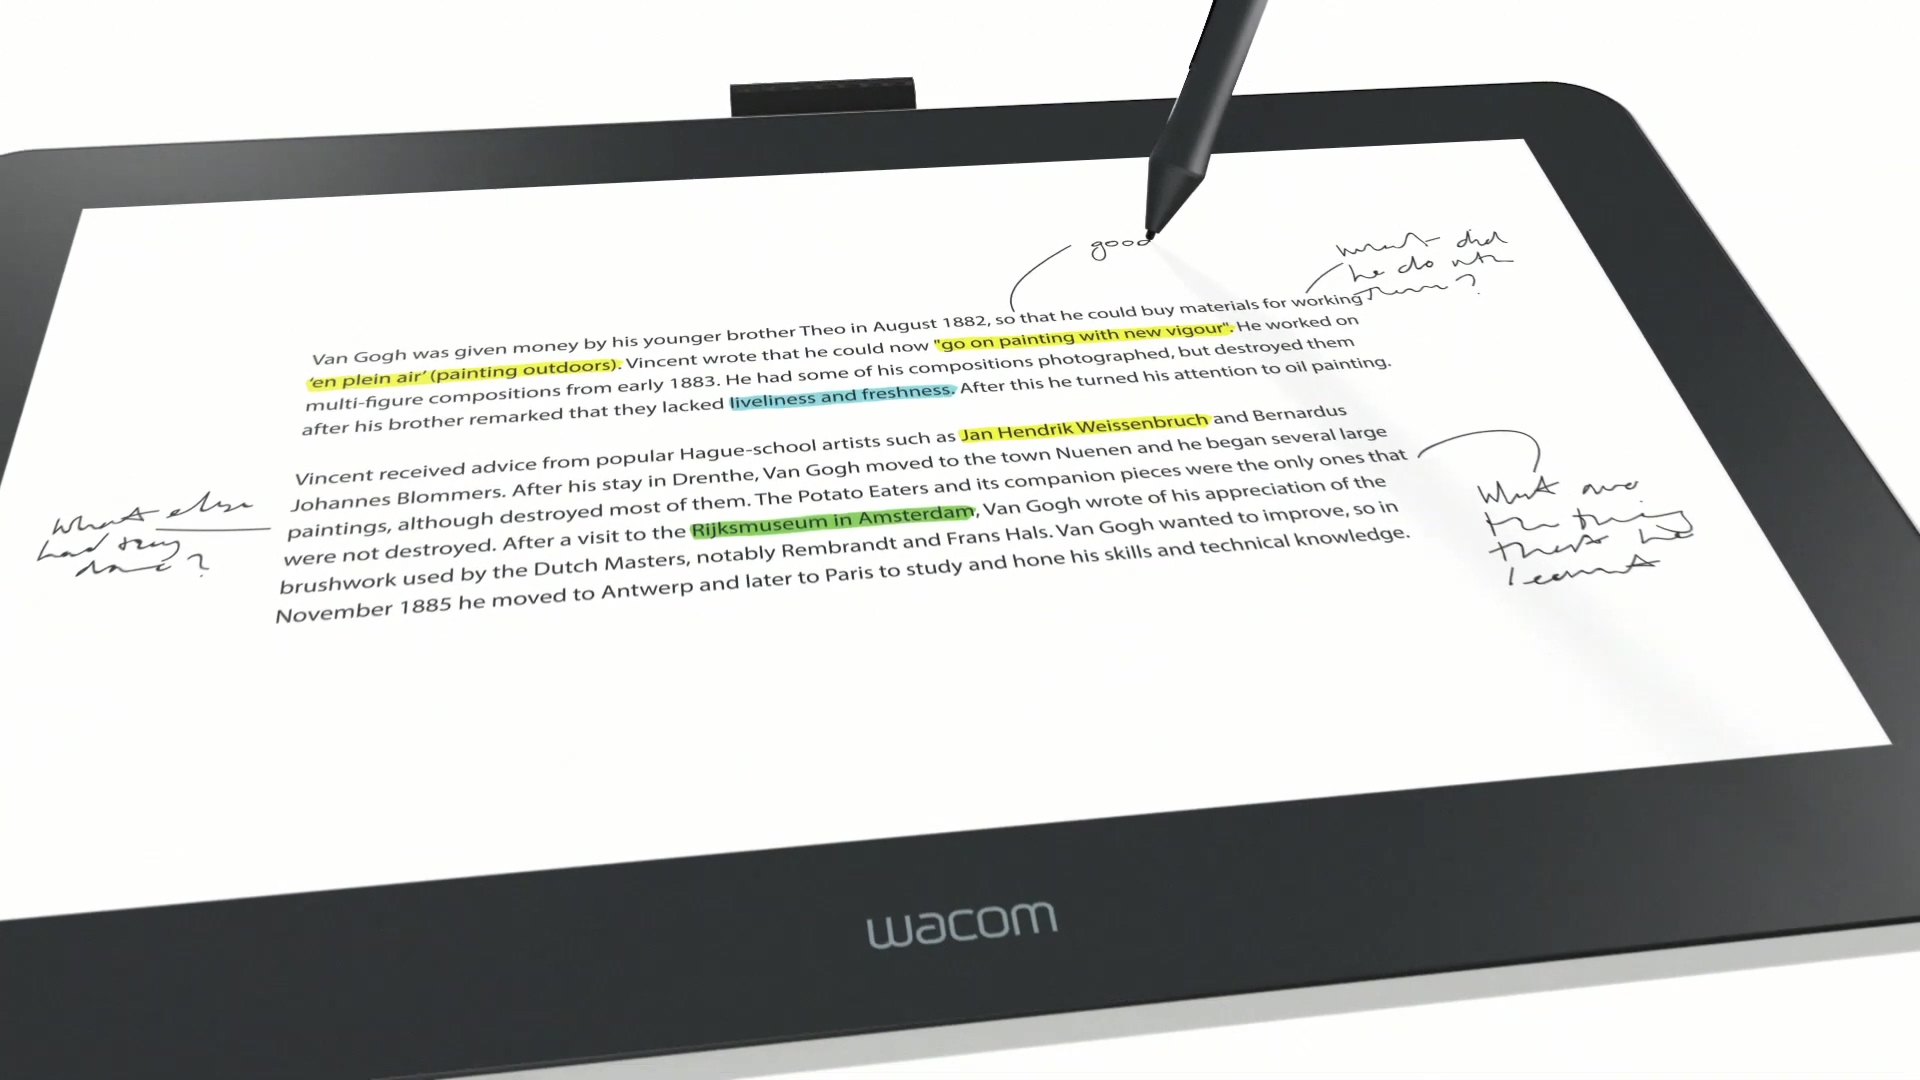 good
what did
he do with
them?
Van Gogh was given money by his younger brother Theo in August 1882, so that he could buy materials for working
'en plein air' (painting outdoors). Vincent wrote that he could now "go on painting with new vigour". He worked on
multi-figure compositions from early 1883. He had some of his compositions photographed, but destroyed them
after his brother remarked that they lacked liveliness and freshness. After this he turned his attention to oil painting.
Vincent received advice from popular Hague-school artists such as Jan Hendrik Weissenbruch and Bernardus
Johannes Blommers. After his stay in Drenthe, Van Gogh moved to the town Nuenen and he began several large
paintings, although destroyed most of them. The Potato Eaters and its companion pieces were the only ones that
were not destroyed. After a visit to the Rijksmuseum in Amsterdam, Van Gogh wrote of his appreciation of the
brushwork used by the Dutch Masters, notably Rembrandt and Frans Hals. Van Gogh wanted to improve, so in
November 1885 he moved to Antwerp and later to Paris to study and hone his skills and technical knowledge.
What else
had they
done?
What are
the things
that he
learnt
wacom